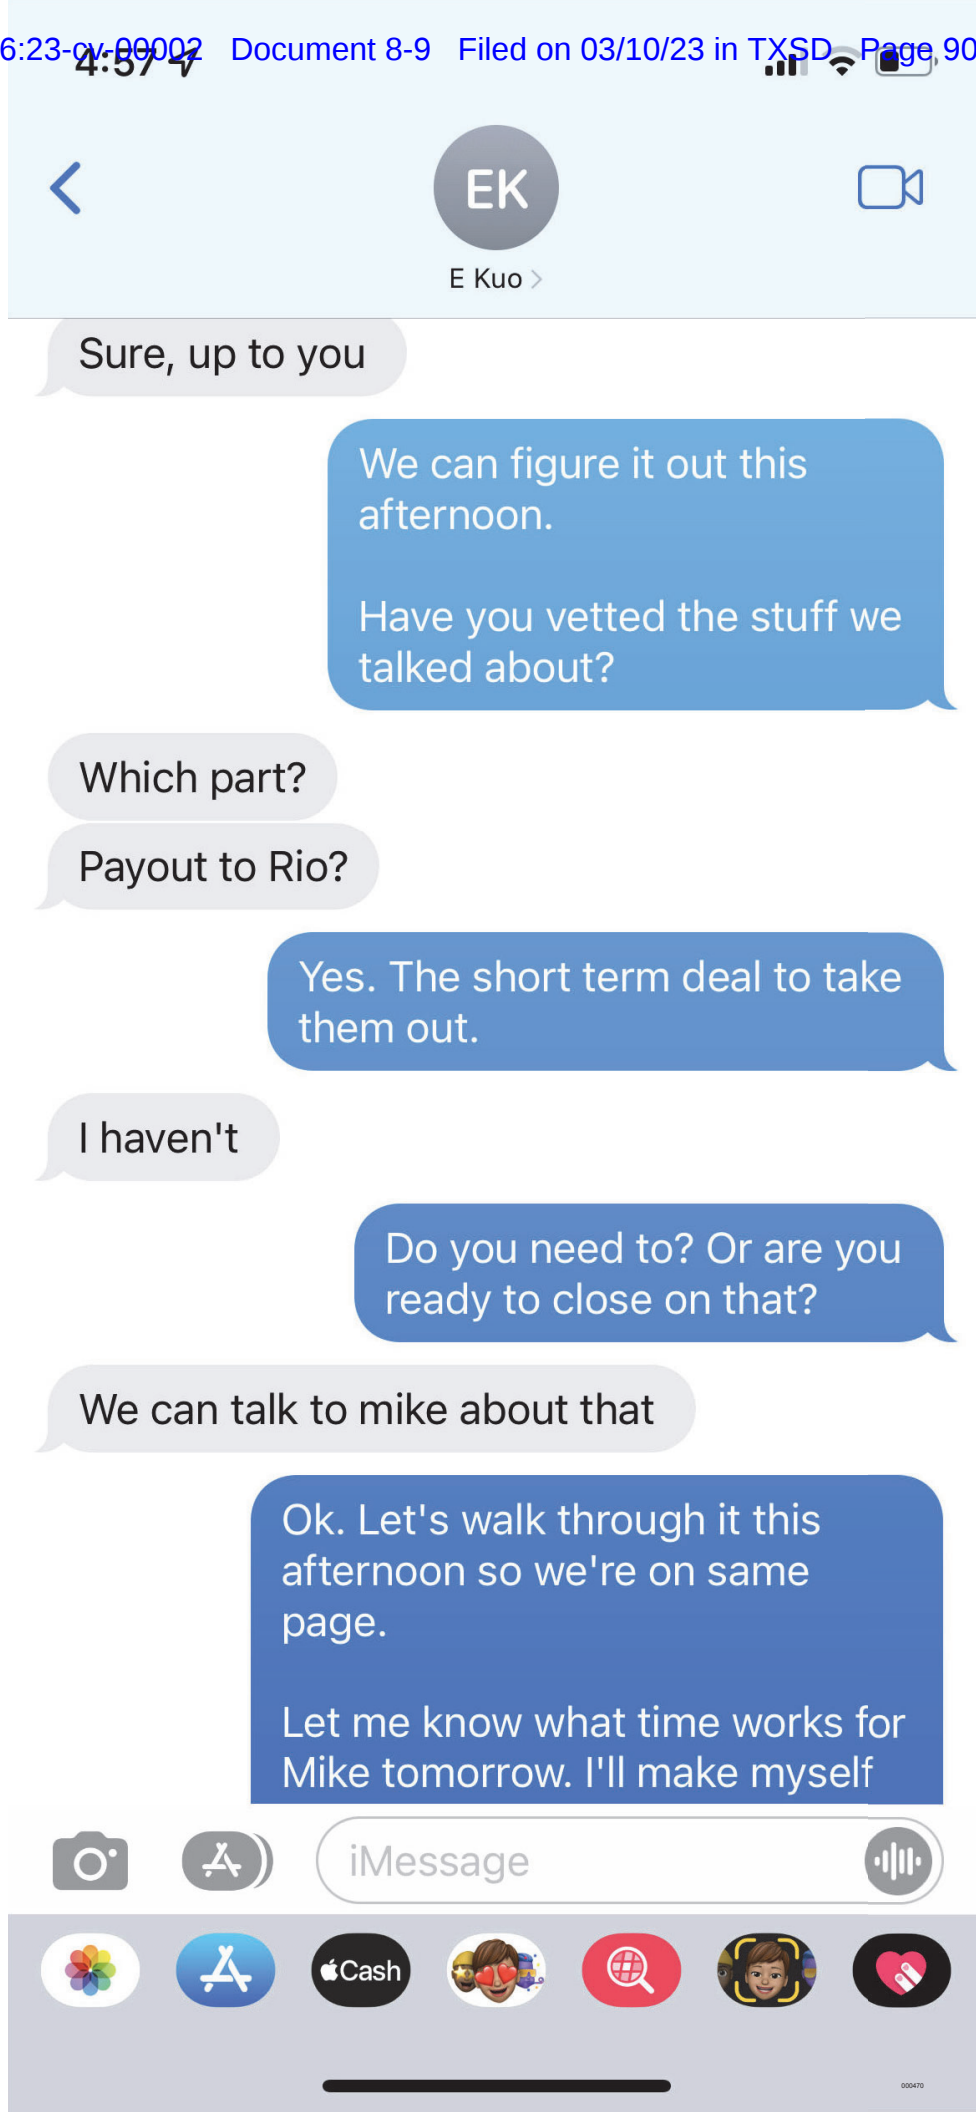 6:23-cv-00002 Document 8-9 Filed on 03/10/23 in TXSD Page 90
4:57
EK
E Kuo
Sure, up to you
We can figure it out this
afternoon.
Have you vetted the stuff we
talked about?
Which part?
Payout to Rio?
Yes. The short term deal to take
them out.
I haven't
Do you need to? Or are you
ready to close on that?
We can talk to mike about that
Ok. Let's walk through it this
afternoon so we're on same
page.
Let me know what time works for
Mike tomorrow. I'll make myself
iMessage
Cash
000470